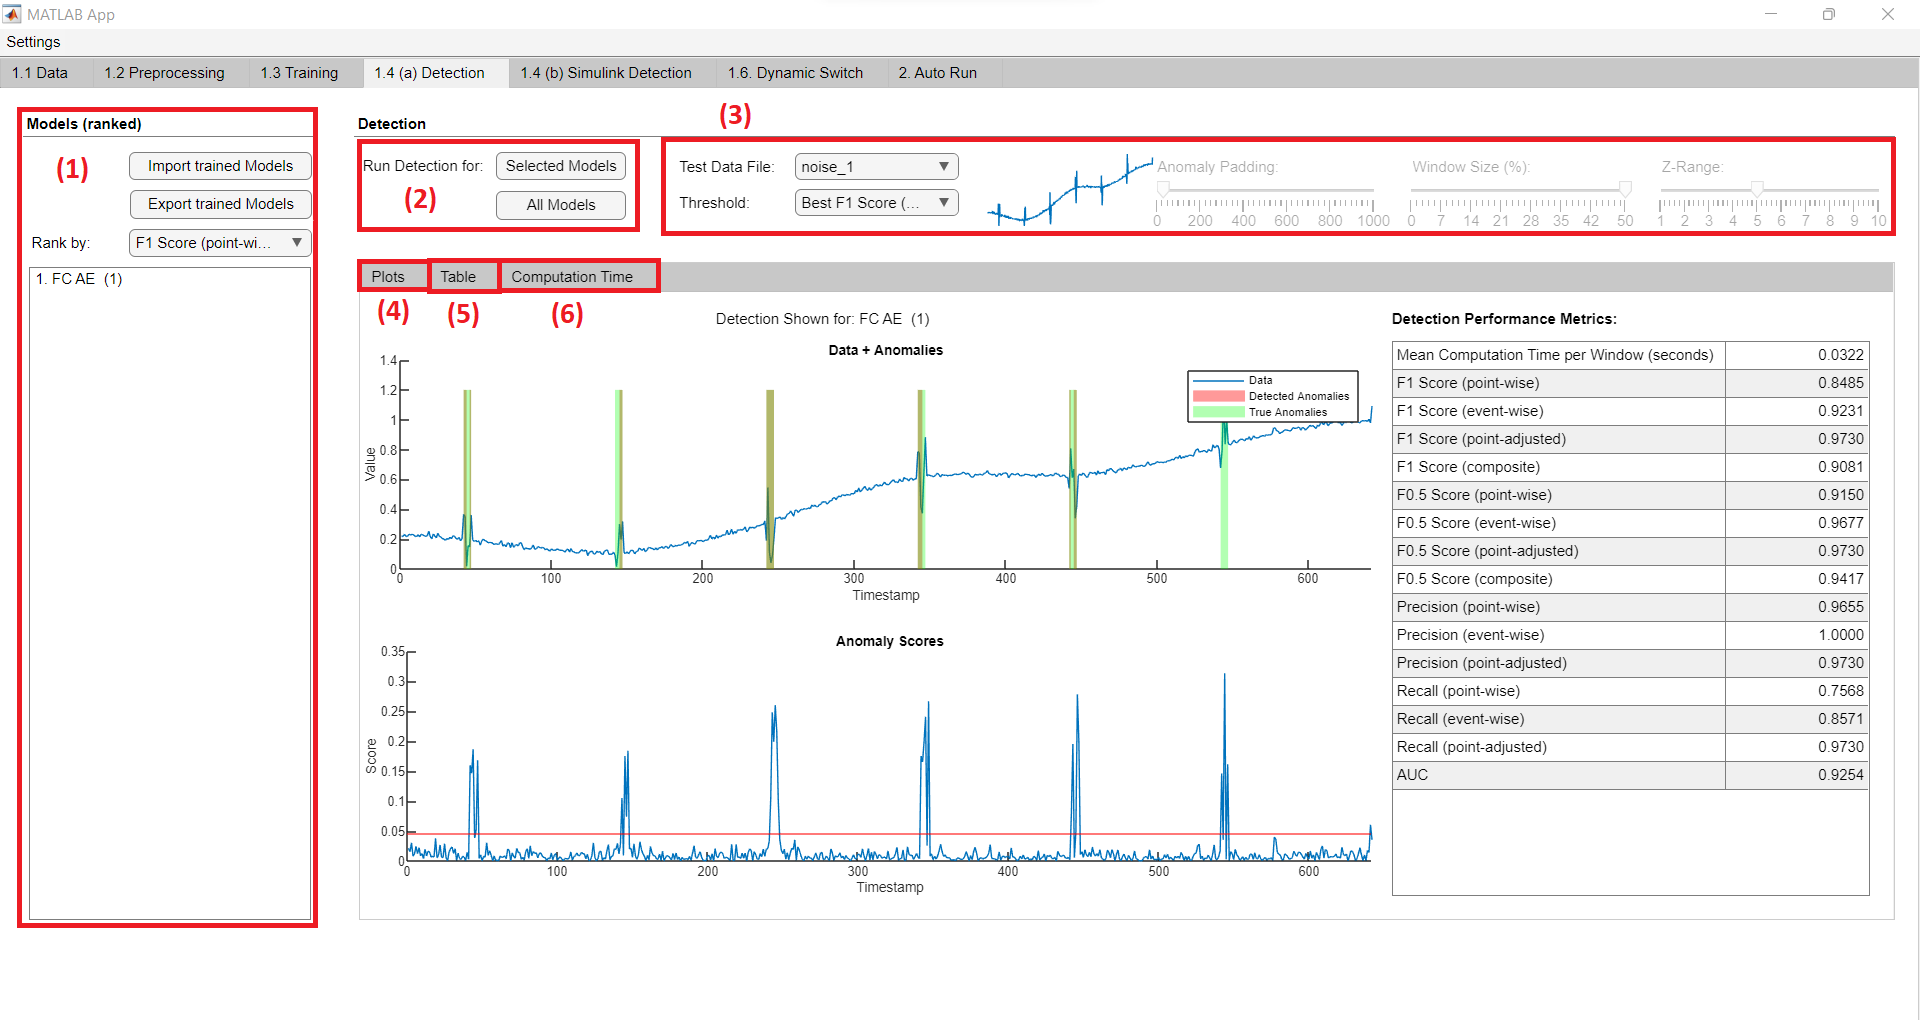 MATLAB App
Settings
1.1 Data
1.2 Preprocessing
1.3 Training
1.4 (a) Detection
1.4 (b) Simulink Detection
1.6. Dynamic Switch
2. Auto Run
Models (ranked)
(1)
Import trained Models
Export trained Models
Rank by:
F1 Score (point-wi...
1. FC AE (1)
Detection
Run Detection for:
Selected Models
(2)
All Models
(3)
Test Data File:
noise_1
Threshold:
Best F1 Score (...
Anomaly Padding:
0 200 400 600 800 1000
Window Size (%):
0 7 14 21 28 35 43 50
Z-Range:
1 2 3 4 5 6 7 8 9 10
Plots
Table
Computation Time
(4)
(5)
(6)
Detection Shown for: FC AE (1)
Data + Anomalies
1.4
1.2
1
0.8
0.6
0.4
0.2
0
Value
0 100 200 300 400 500 600
Timestamp
Data
Detected Anomalies
True Anomalies
Anomaly Scores
0.35
0.3
0.25
0.2
0.15
0.1
0.05
0
Score
0 100 200 300 400 500 600
Timestamp
Detection Performance Metrics:
Mean Computation Time per Window (seconds) 0.0322
F1 Score (point-wise) 0.8485
F1 Score (event-wise) 0.9231
F1 Score (point-adjusted) 0.9730
F1 Score (composite) 0.9081
F0.5 Score (point-wise) 0.9150
F0.5 Score (event-wise) 0.9677
F0.5 Score (point-adjusted) 0.9730
F0.5 Score (composite) 0.9417
Precision (point-wise) 0.9655
Precision (event-wise) 1.0000
Precision (point-adjusted) 0.9730
Recall (point-wise) 0.7568
Recall (event-wise) 0.8571
Recall (point-adjusted) 0.9730
AUC 0.9254